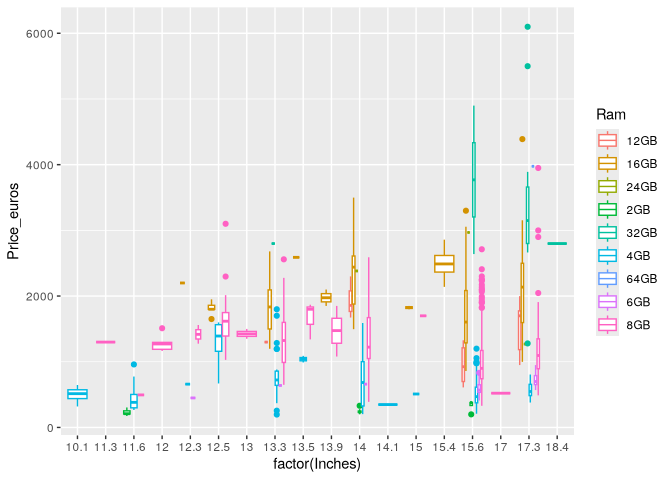 6000
4000
2000
0
Price_euros
10.1 11.3 11.6 12 12.3 12.5 13 13.3 13.5 13.9 14 14.1 15 15.4 15.6 17 17.3 18.4
factor(Inches)
Ram
12GB
16GB
24GB
2GB
32GB
4GB
64GB
6GB
8GB